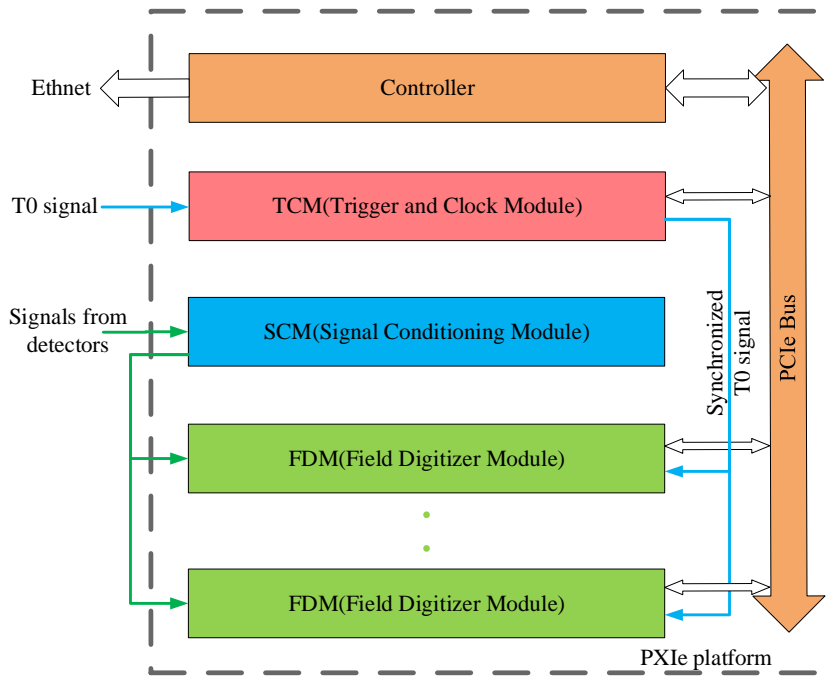 Ethnet
Controller
T0 signal
TCM(Trigger and Clock Module)
Signals from
detectors
SCM(Signal Conditioning Module)
Synchronized
T0 signal
PCIe Bus
FDM(Field Digitizer Module)
FDM(Field Digitizer Module)
PXIe platform